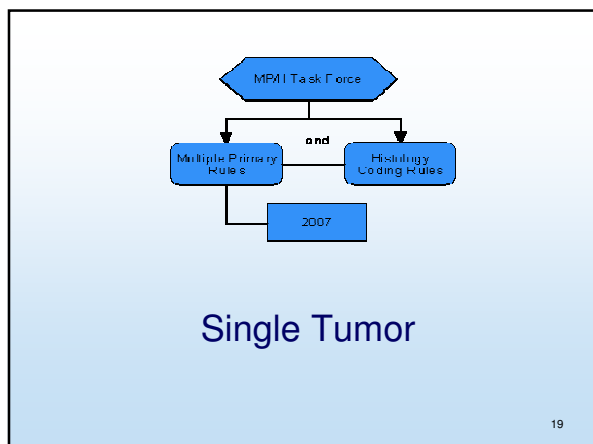 MP/H Task Force
and
Multiple Primary
Rules
Histology
Coding Rules
2007
Single Tumor
19